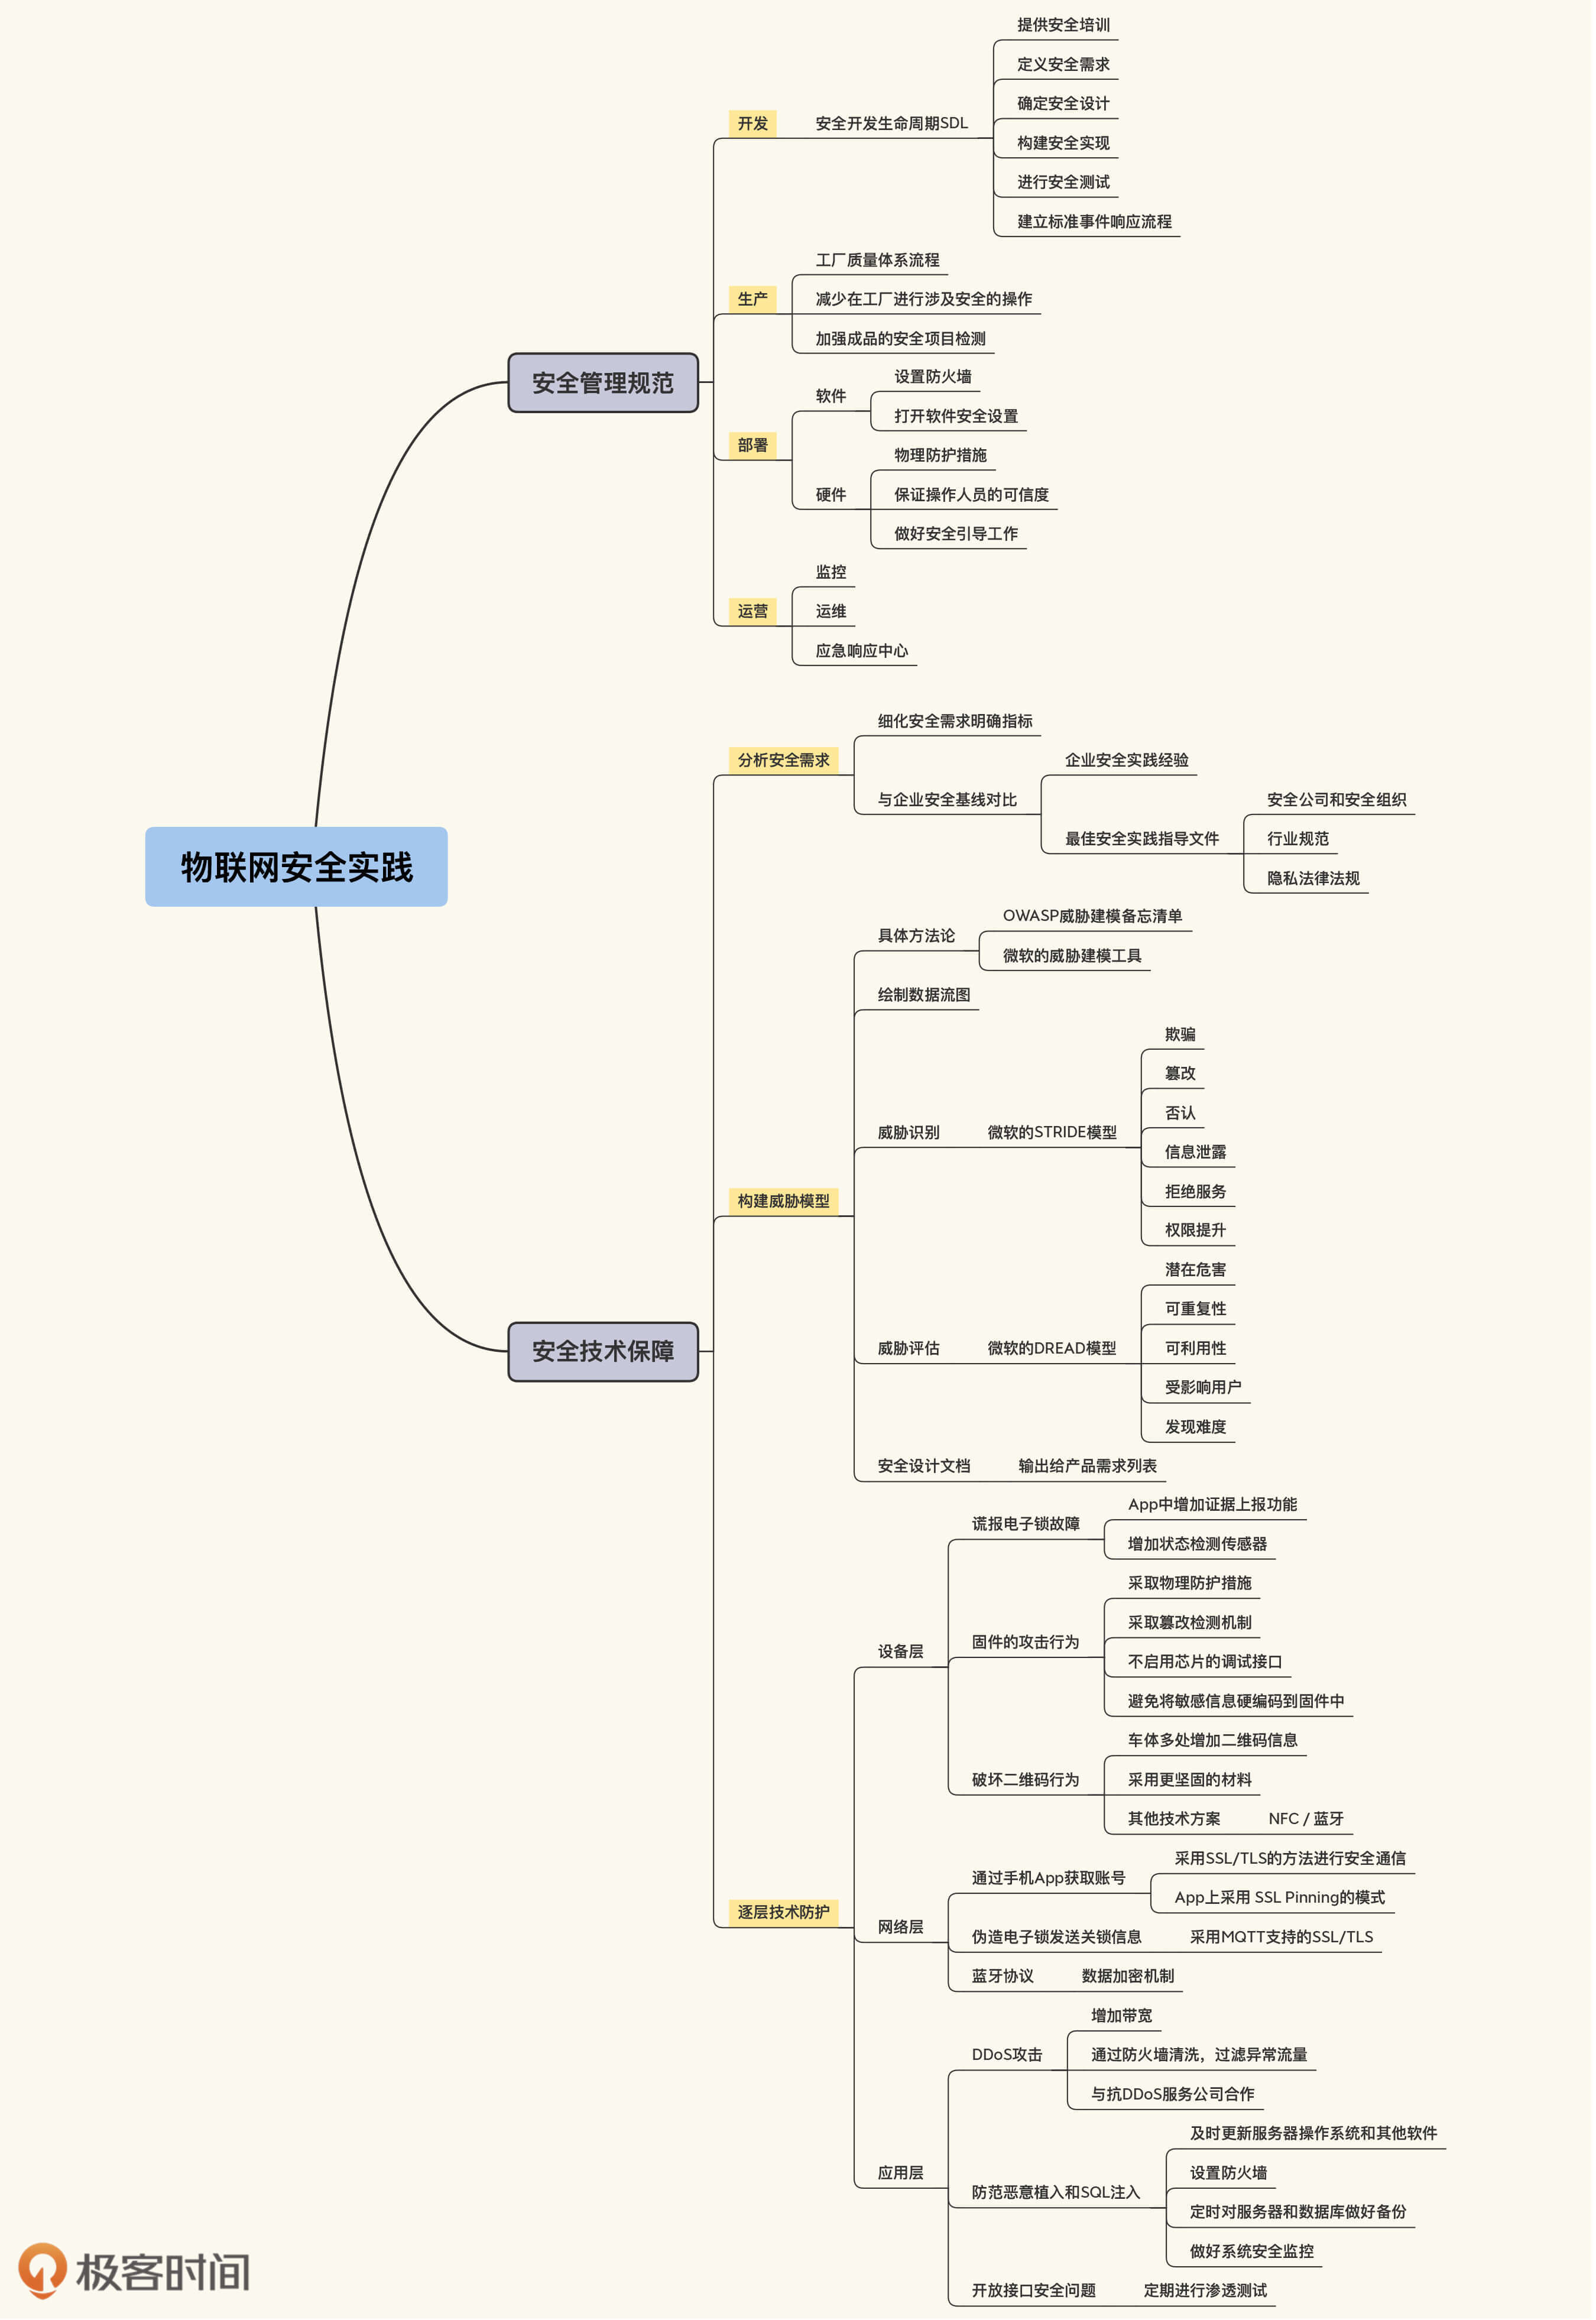 物联网安全实践
安全管理规范
开发
安全开发生命周期SDL
提供安全培训
定义安全需求
确定安全设计
构建安全实现
进行安全测试
建立标准事件响应流程
生产
工厂质量体系流程
减少在工厂进行涉及安全的操作
加强成品的安全项目检测
部署
软件
设置防火墙
打开软件安全设置
硬件
物理防护措施
保证操作人员的可信度
做好安全引导工作
运营
监控
运维
应急响应中心
安全技术保障
分析安全需求
细化安全需求明确指标
与企业安全基线对比
企业安全实践经验
最佳安全实践指导文件
安全公司和安全组织
行业规范
隐私法律法规
构建威胁模型
具体方法论
OWASP威胁建模备忘清单
微软的威胁建模工具
绘制数据流图
威胁识别
微软的STRIDE模型
欺骗
篡改
否认
信息泄露
拒绝服务
权限提升
威胁评估
微软的DREAD模型
潜在危害
可重复性
可利用性
受影响用户
发现难度
安全设计文档
输出给产品需求列表
逐层技术防护
设备层
谎报电子锁故障
App中增加证据上报功能
增加状态检测传感器
固件的攻击行为
采取物理防护措施
采取篡改检测机制
不启用芯片的调试接口
避免将敏感信息硬编码到固件中
破坏二维码行为
车体多处增加二维码信息
采用更坚固的材料
其他技术方案
NFC / 蓝牙
网络层
通过手机App获取账号
采用SSL/TLS的方法进行安全通信
App上采用 SSL Pinning的模式
伪造电子锁发送关锁信息
采用MQTT支持的SSL/TLS
蓝牙协议
数据加密机制
应用层
DDoS攻击
增加带宽
通过防火墙清洗，过滤异常流量
与抗DDoS服务公司合作
防范恶意植入和SQL注入
及时更新服务器操作系统和其他软件
设置防火墙
定时对服务器和数据库做好备份
做好系统安全监控
开放接口安全问题
定期进行渗透测试
极客时间